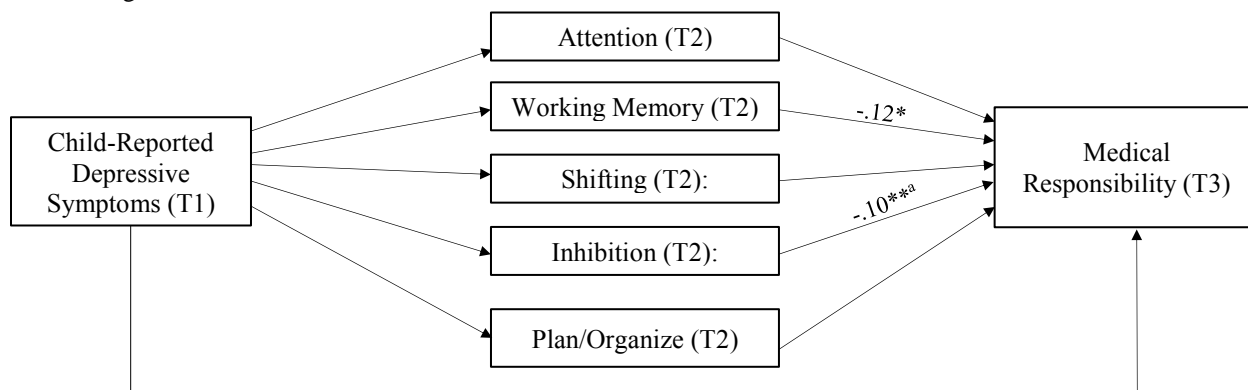 Attention (T2)
Working Memory (T2)
-.12*
Child-Reported
Depressive
Symptoms (T1)
Medical
Responsibility (T3)
Shifting (T2):
-.10**a
Inhibition (T2):
Plan/Organize (T2)